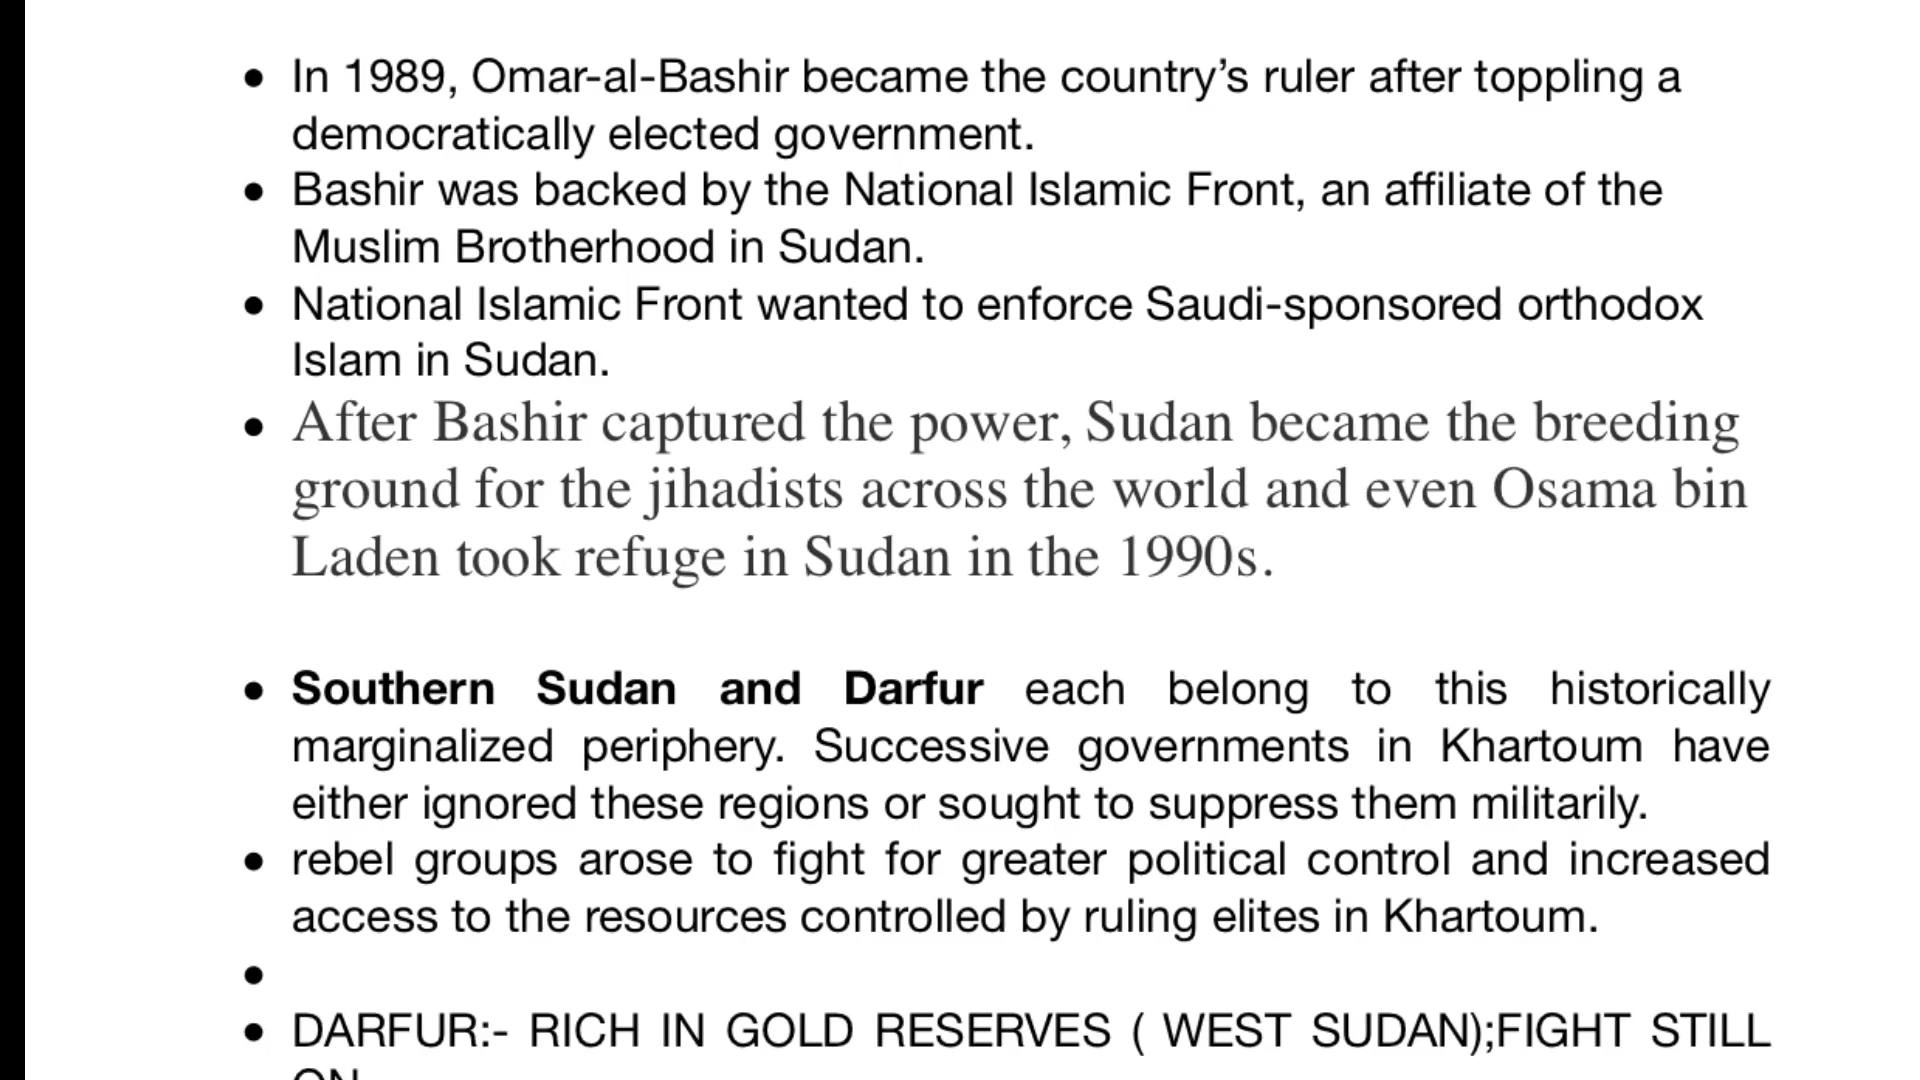 • In 1989, Omar-al-Bashir became the country’s ruler after toppling a
democratically elected government.
• Bashir was backed by the National Islamic Front, an affiliate of the
Muslim Brotherhood in Sudan.
• National Islamic Front wanted to enforce Saudi-sponsored orthodox
Islam in Sudan.
• After Bashir captured the power, Sudan became the breeding
ground for the jihadists across the world and even Osama bin
Laden took refuge in Sudan in the 1990s.
• Southern Sudan and Darfur each belong to this historically
marginalized periphery. Successive governments in Khartoum have
either ignored these regions or sought to suppress them militarily.
• rebel groups arose to fight for greater political control and increased
access to the resources controlled by ruling elites in Khartoum.
•
• DARFUR:- RICH IN GOLD RESERVES ( WEST SUDAN);FIGHT STILL
ON